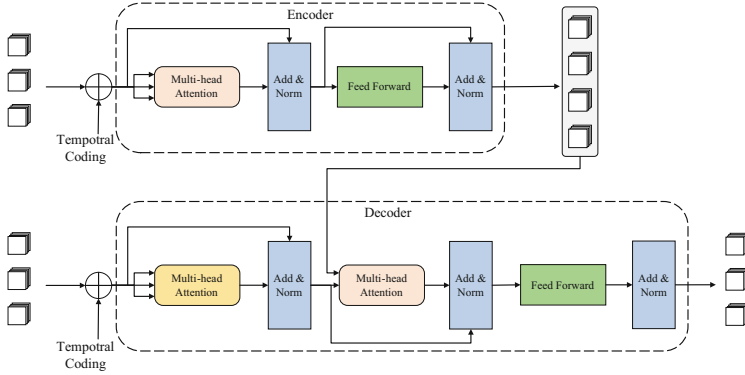 Encoder
Multi-head
Attention
Add &
Norm
Feed Forward
Add &
Norm
Tempotral
Coding
Decoder
Multi-head
Attention
Add &
Norm
Multi-head
Attention
Add &
Norm
Feed Forward
Add &
Norm
Tempotral
Coding